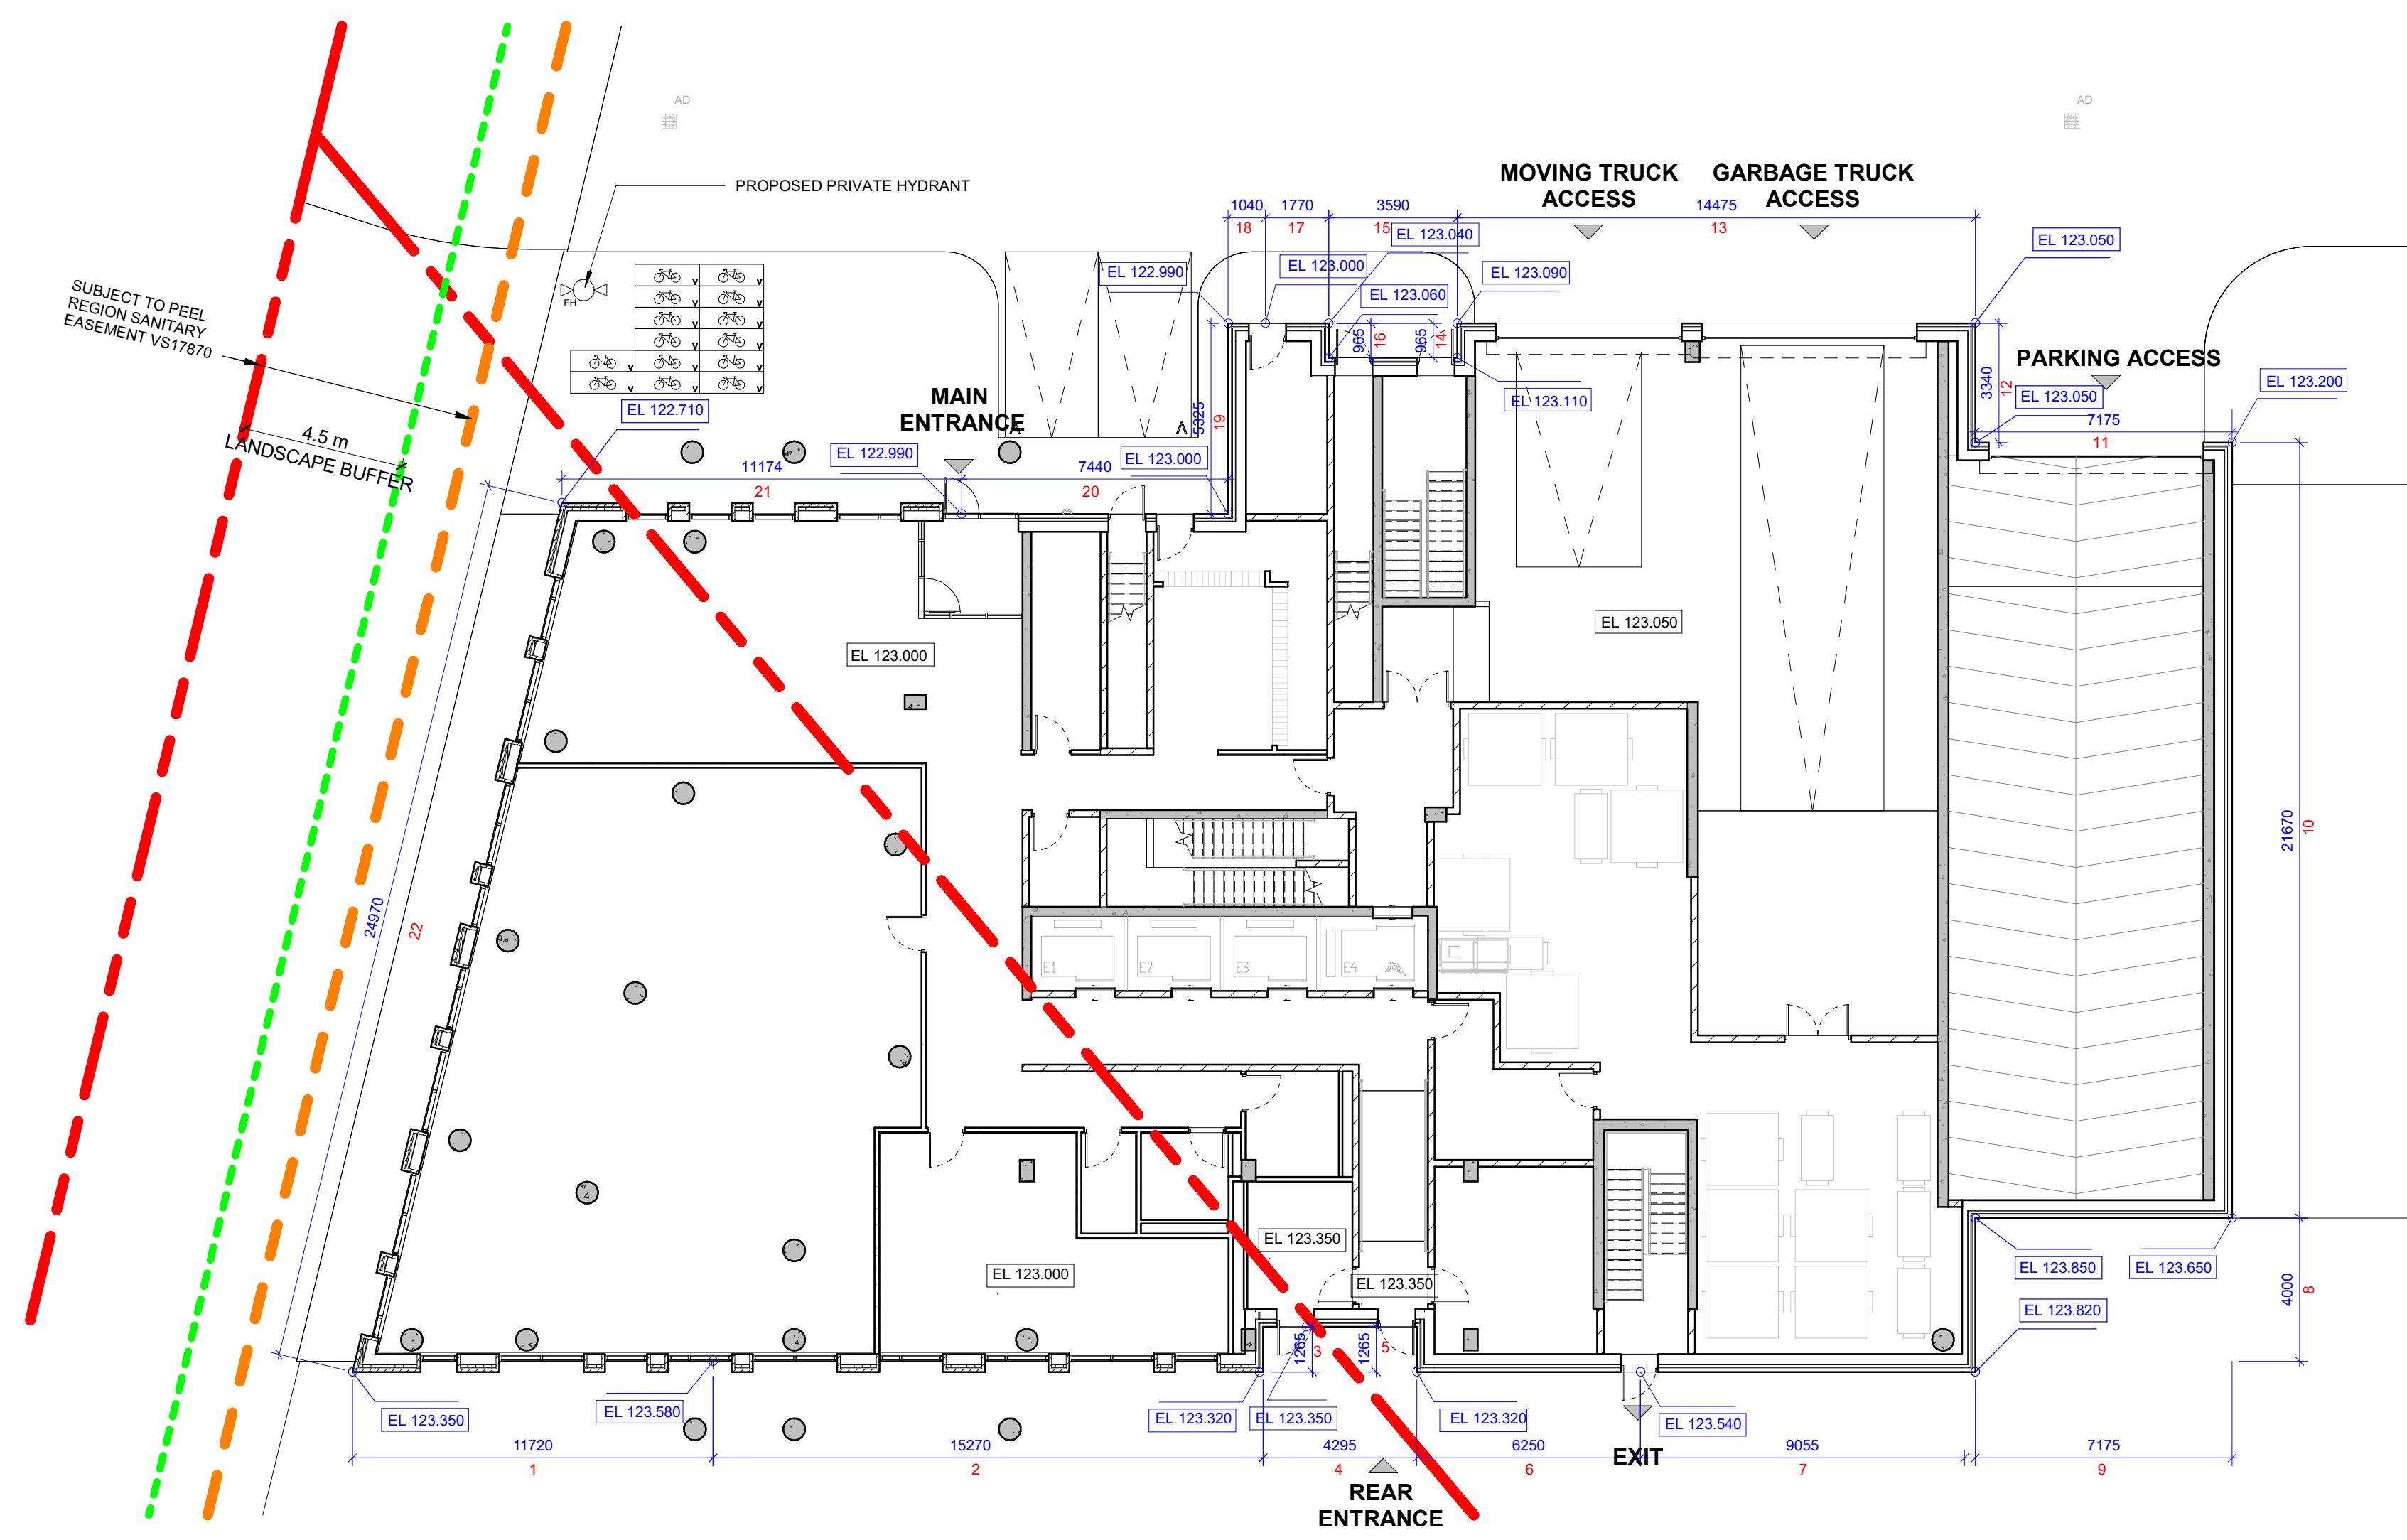 AD
AD
MOVING TRUCK
ACCESS
GARBAGE TRUCK
ACCESS
PROPOSED PRIVATE HYDRANT
1040
1770
3590
14475
18
17
15
13
EL 123.040
EL 123.050
EL 122.990
EL 123.000
EL 123.090
EL 123.060
SUBJECT TO PEEL
REGION SANITARY
EASEMENT VS17870
FH
V V
V V
V V
V V
V V V
V V V
965
16
965
14
PARKING ACCESS
3340
12
EL 123.200
EL 123.050
EL 123.110
MAIN
ENTRANCE
EL 122.710
5325
19
7175
11
4.5 m
LANDSCAPE BUFFER
EL 122.990
EL 123.000
11174
7440
21
20
EL 123.050
EL 123.000
21670
10
24970
22
E1
E2
E3
E4
EL 123.350
EL 123.000
EL 123.350
EL 123.850
EL 123.650
4000
8
EL 123.820
1265
3
1265
5
EL 123.350
EL 123.580
EL 123.320
EL 123.350
EL 123.320
EL 123.540
11720
15270
4295
6250
EXIT
9055
7175
1
2
4
6
7
9
REAR
ENTRANCE